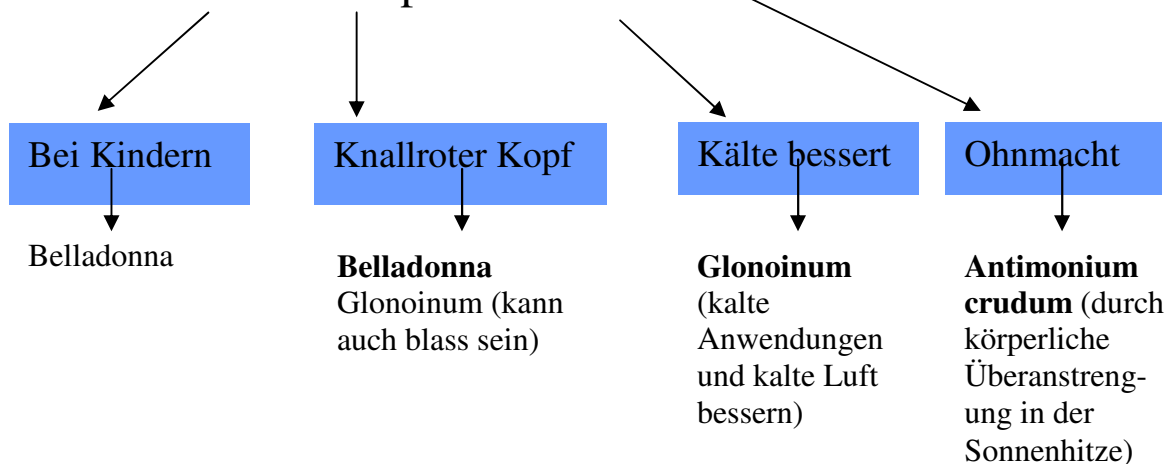 Bei Kindern
Knallroter Kopf
Kälte bessert
Ohnmacht
Belladonna
Belladonna
Glonoinum (kann
auch blass sein)
Glonoinum
(kalte
Anwendungen
und kalte Luft
bessern)
Antimonium
crudum (durch
körperliche
Überanstreng-
ung in der
Sonnenhitze)